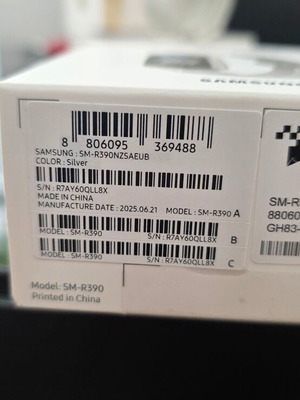 SAMSUNG
8 806095 369488
SAMSUNG : SM-R390NZSAEUB
COLOR : Silver
S/N : R7AY60QLL8X
MADE IN CHINA
MANUFACTURE DATE : 2025.06.21 MODEL : SM-R390 A
MODEL : SM-R390 S/N : R7AY60QLL8X B
MODEL : SM-R390 S/N : R7AY60QLL8X C
SM-R
88060
GH83-
Model: SM-R390
Printed in China